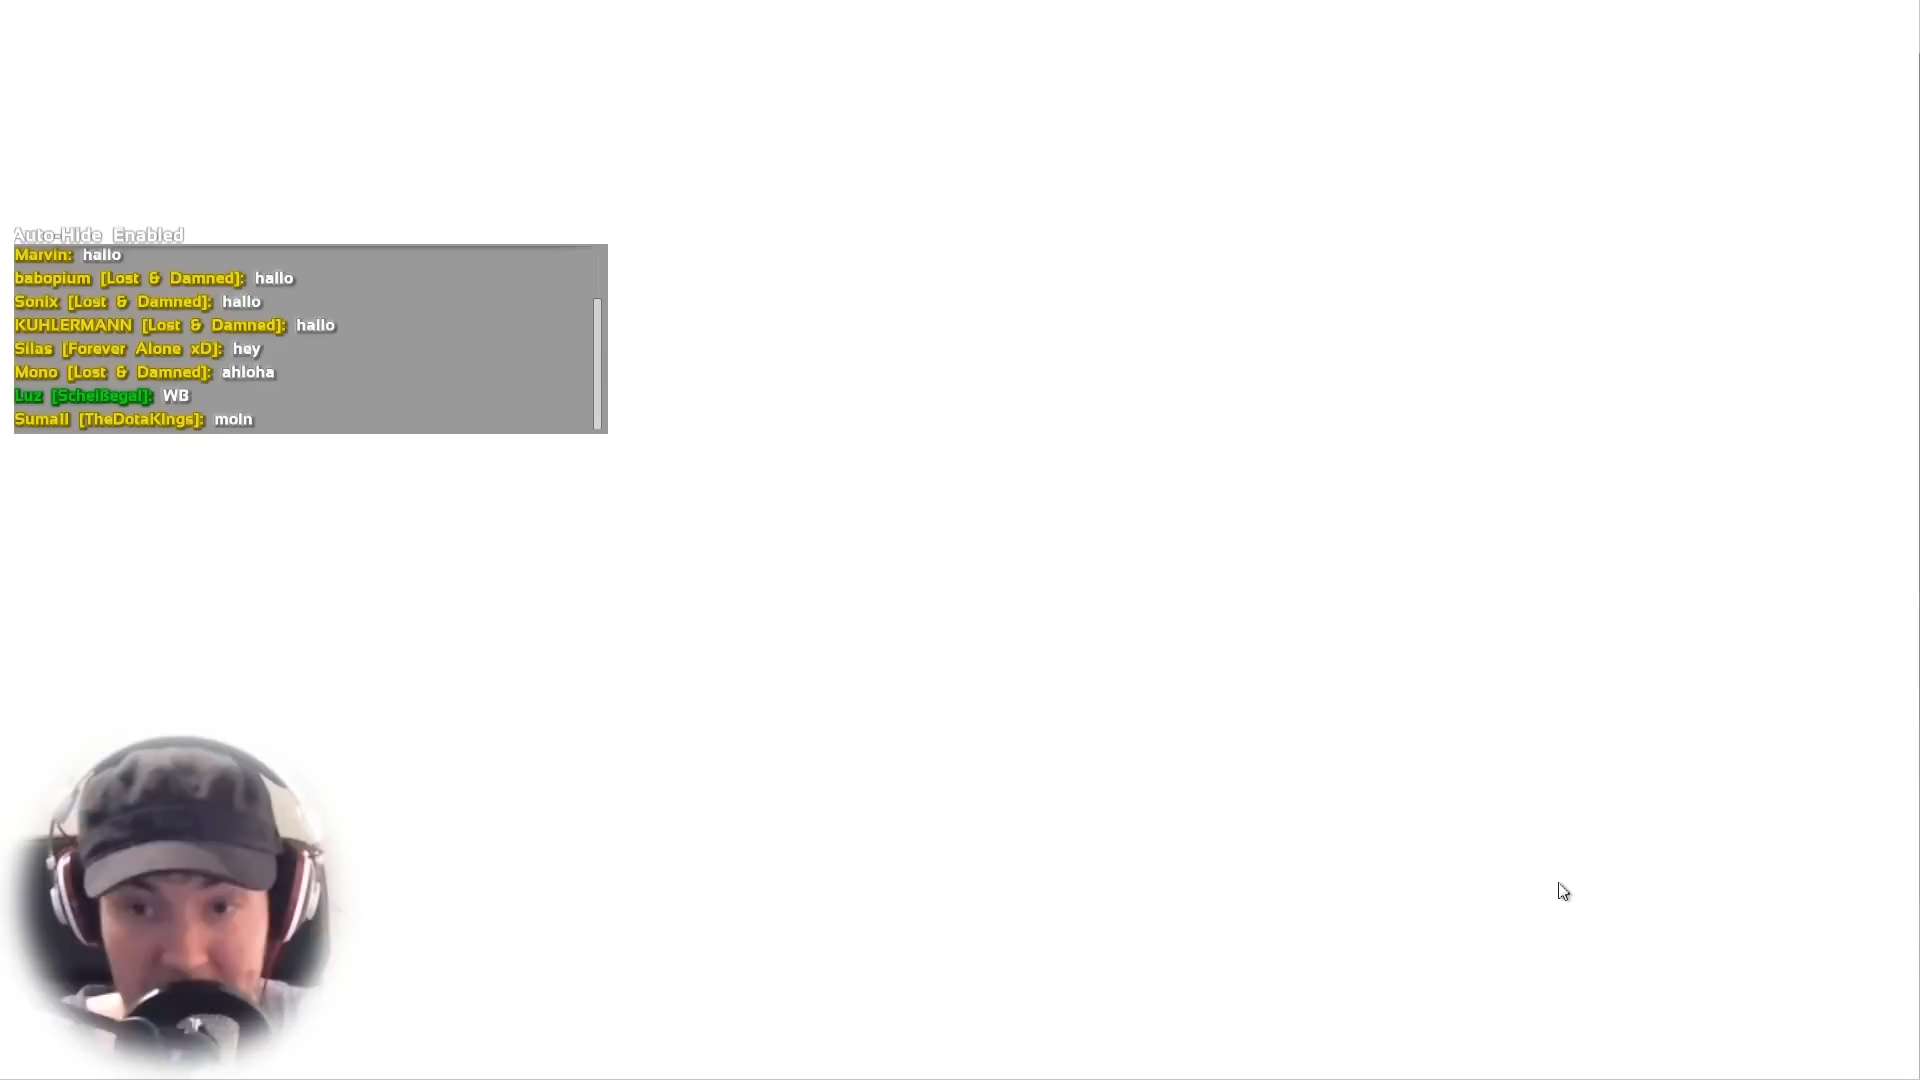 Auto-Hide Enabled
Marvin: hallo
babopium [Lost & Damned]: hallo
Sonix [Lost & Damned]: hallo
KUHLERMANN [Lost & Damned]: hallo
Silas [Forever Alone xD]: hey
Mono [Lost & Damned]: ahloha
Luz [Scheißegal]: WB
Suma1l [TheDotaKings]: moin